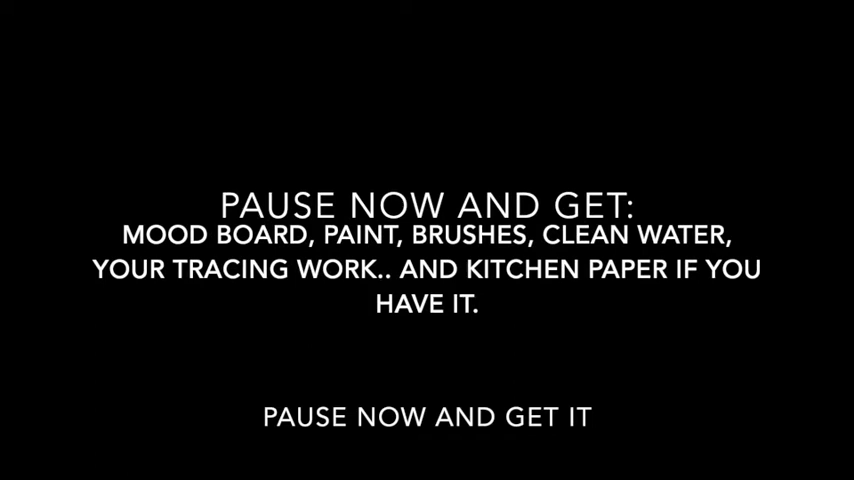 PAUSE NOW AND GET:
MOOD BOARD, PAINT, BRUSHES, CLEAN WATER,
YOUR TRACING WORK.. AND KITCHEN PAPER IF YOU
HAVE IT.
PAUSE NOW AND GET IT